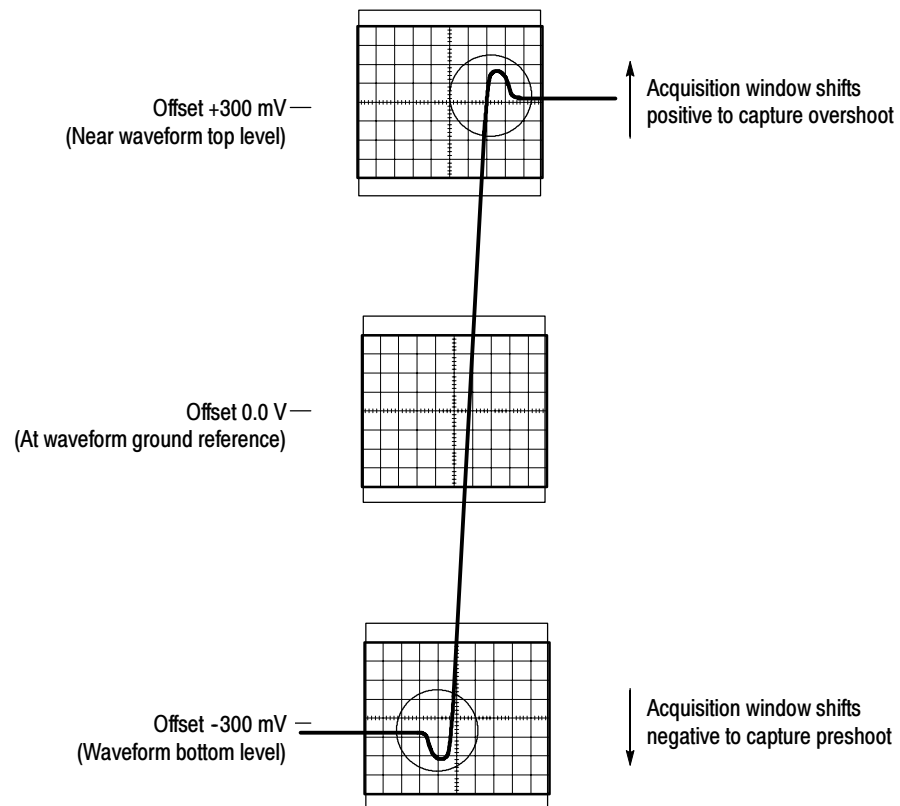 Offset +300 mV
(Near waveform top level)
Acquisition window shifts
positive to capture overshoot
Offset 0.0 V
(At waveform ground reference)
Offset -300 mV
(Waveform bottom level)
Acquisition window shifts
negative to capture preshoot